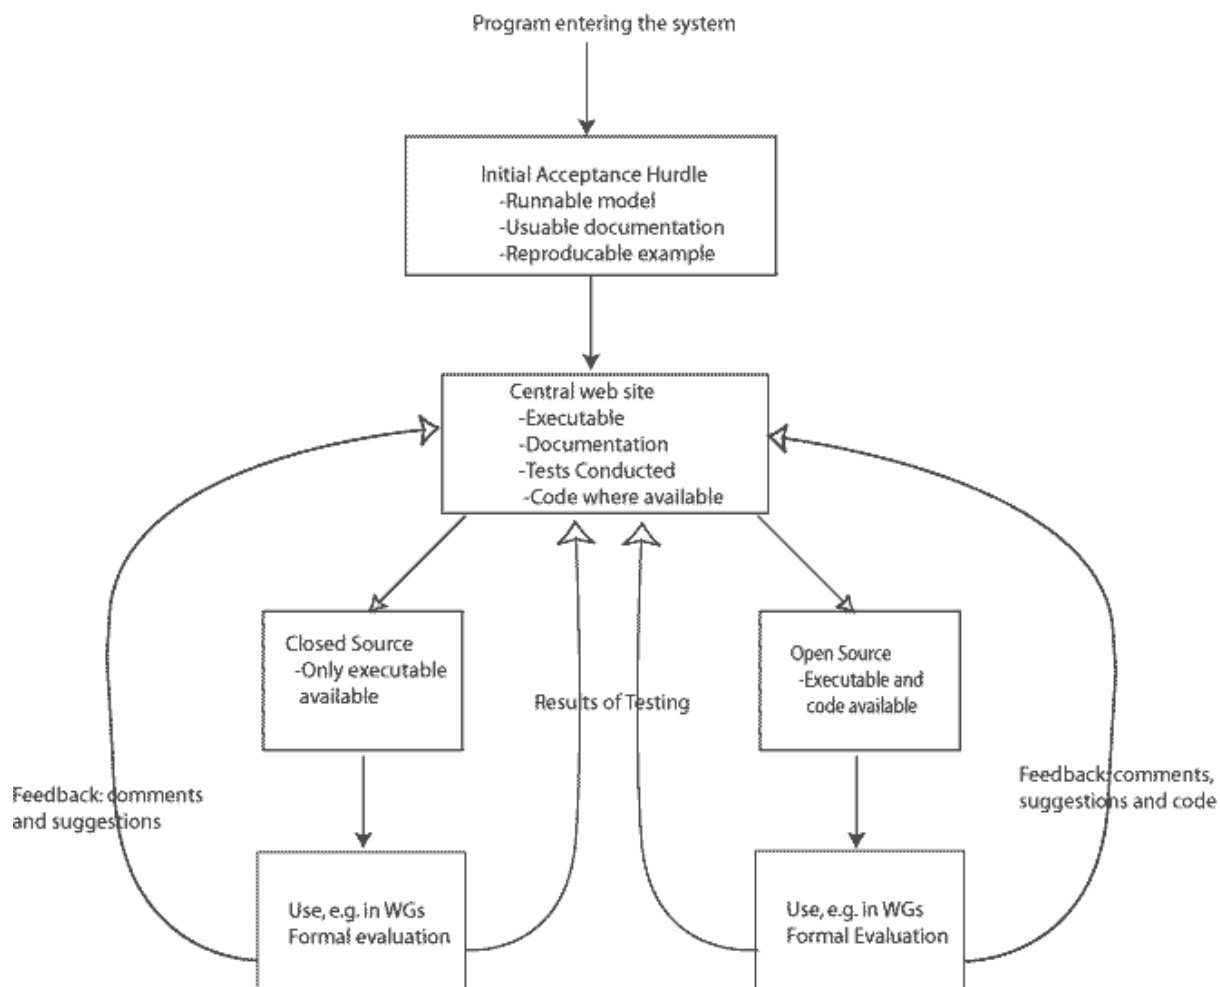 Program entering the system
Initial Acceptance Hurdle
-Runnable model
-Usuable documentation
-Reproducable example
Central web site
-Executable
-Documentation
-Tests Conducted
-Code where available
Closed Source
-Only executable
available
Open Source
-Executable and
code available
Results of Testing
Feedback: comments
and suggestions
Feedback: comments,
suggestions and code
Use, e.g. in WGs
Formal evaluation
Use, e.g. in WGs
Formal Evaluation